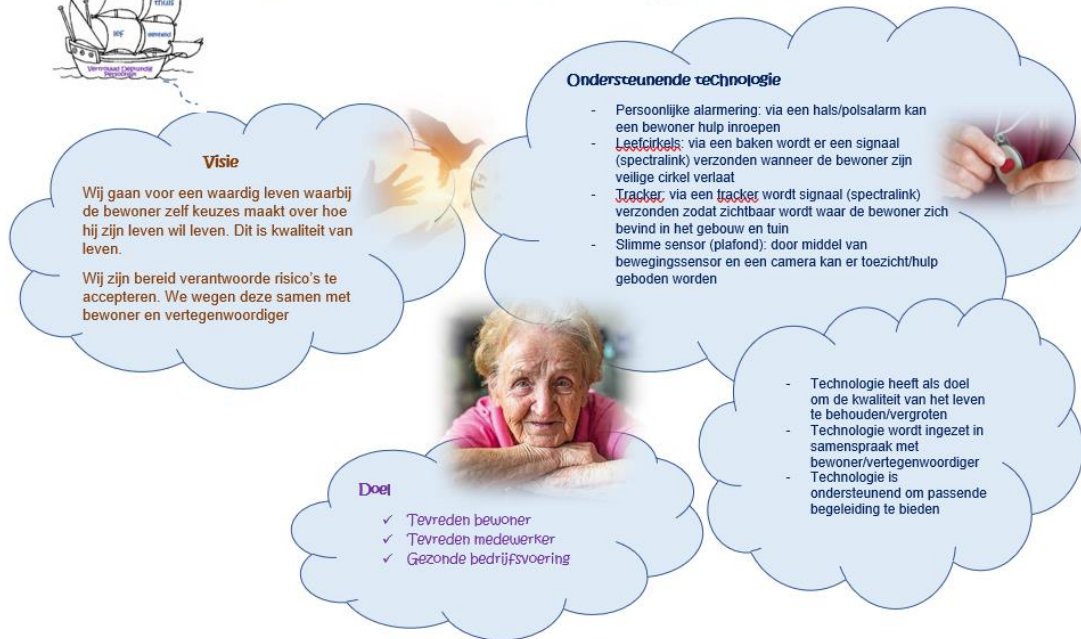 thuis
lef
eenheid
Vertrouwd Deskundig
Persoonlijk
Visie
Wij gaan voor een waardig leven waarbij
de bewoner zelf keuzes maakt over hoe
hij zijn leven wil leven. Dit is kwaliteit van
leven.
Wij zijn bereid verantwoorde risico's te
accepteren. We wegen deze samen met
bewoner en vertegenwoordiger
Ondersteunende technologie
- Persoonlijke alarmering: via een hals/polsalarm kan
een bewoner hulp inroepen
- Leefcirkels: via een baken wordt er een signaal
(spectralink) verzonden wanneer de bewoner zijn
veilige cirkel verlaat
- Tracker: via een tracker wordt signaal (spectralink)
verzonden zodat zichtbaar wordt waar de bewoner zich
bevind in het gebouw en tuin
- Slimme sensor (plafond): door middel van
bewegingssensor en een camera kan er toezicht/hulp
geboden worden
- Technologie heeft als doel
om de kwaliteit van het leven
te behouden/vergroten
- Technologie wordt ingezet in
samenspraak met
bewoner/vertegenwoordiger
- Technologie is
ondersteunend om passende
begeleiding te bieden
Doel
✓ Tevreden bewoner
✓ Tevreden medewerker
✓ Gezonde bedrijfsvoering